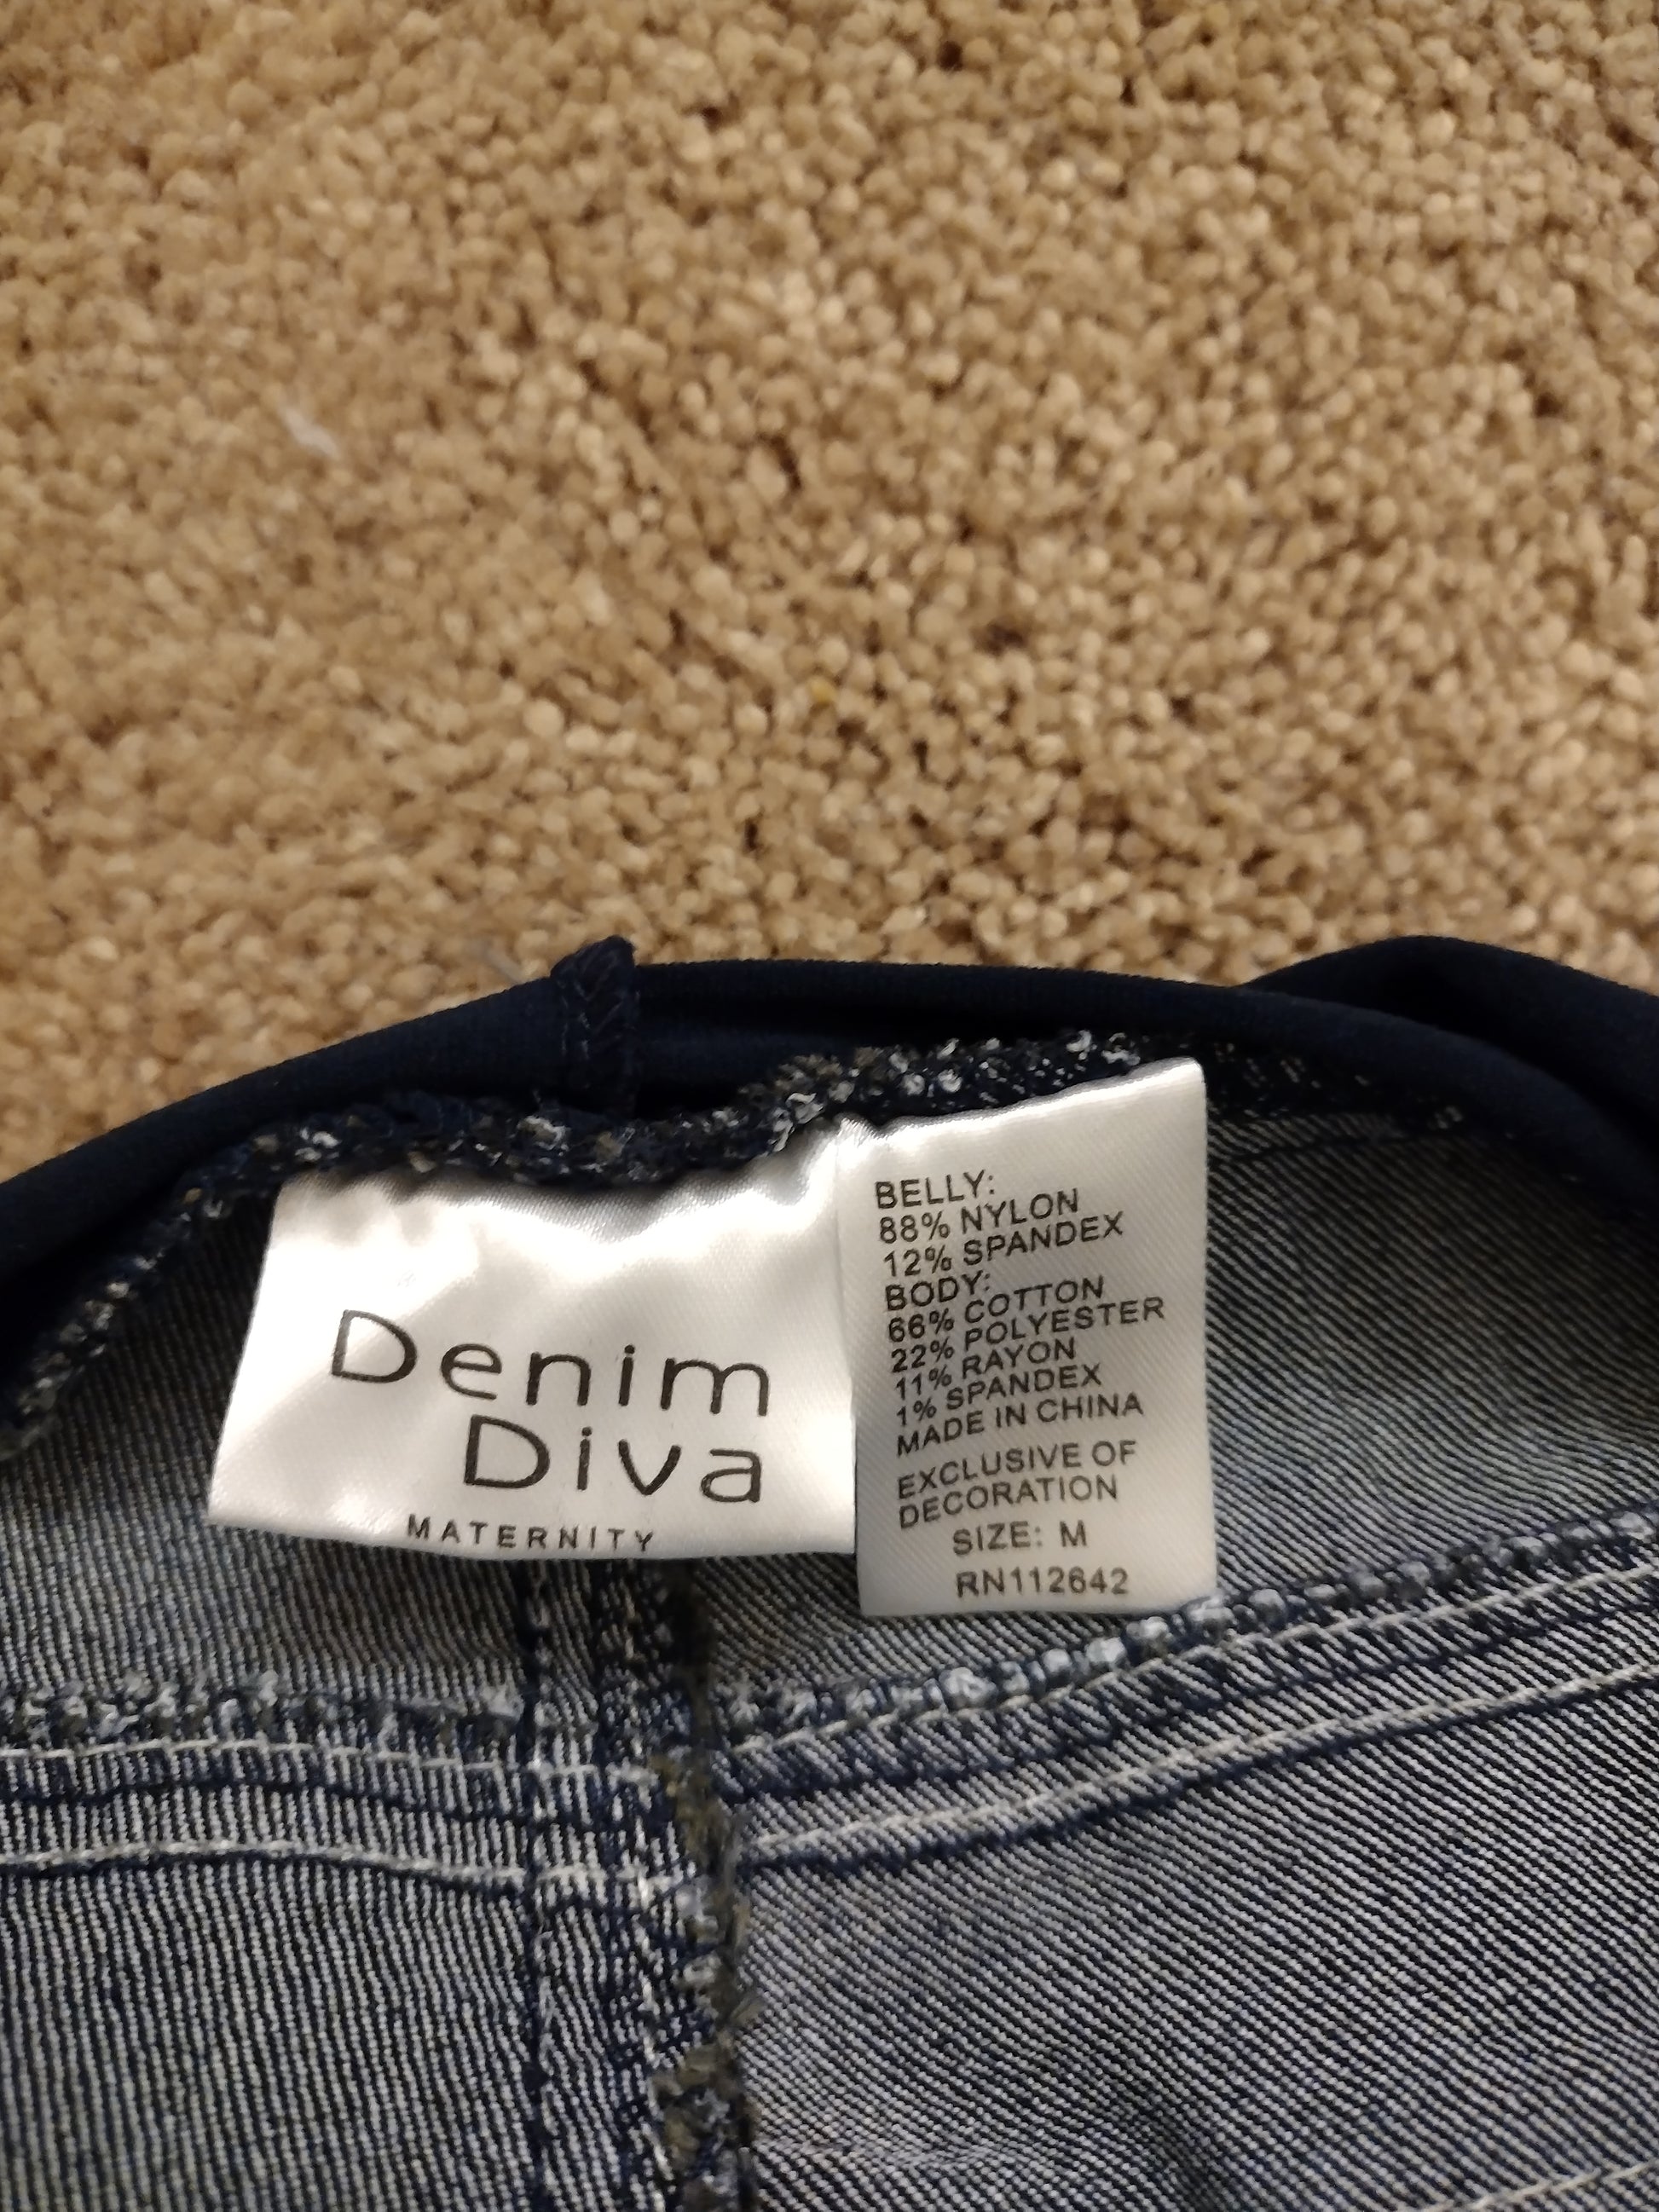 Denim
Diva
MATERNITY
BELLY:
88% NYLON
12% SPANDEX
BODY:
66% COTTON
22% POLYESTER
11% RAYON
1% SPANDEX
MADE IN CHINA
EXCLUSIVE OF
DECORATION
SIZE: M
RN112642